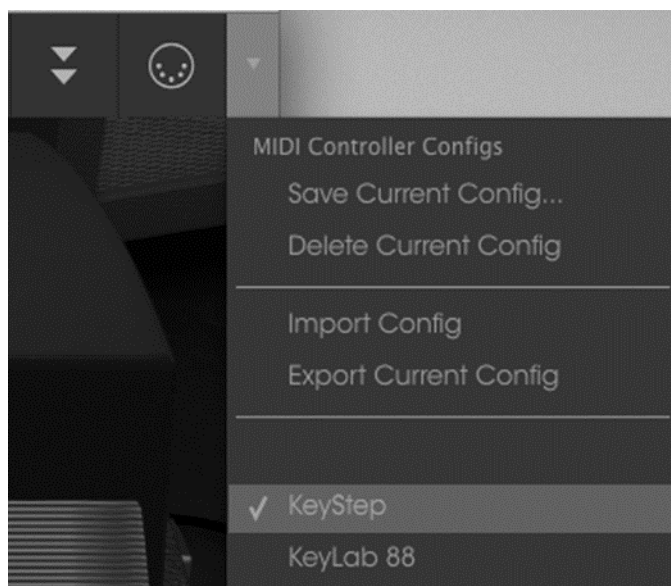 MIDI Controller Configs
Save Current Config...
Delete Current Config
Import Config
Export Current Config
KeyStep
KeyLab 88